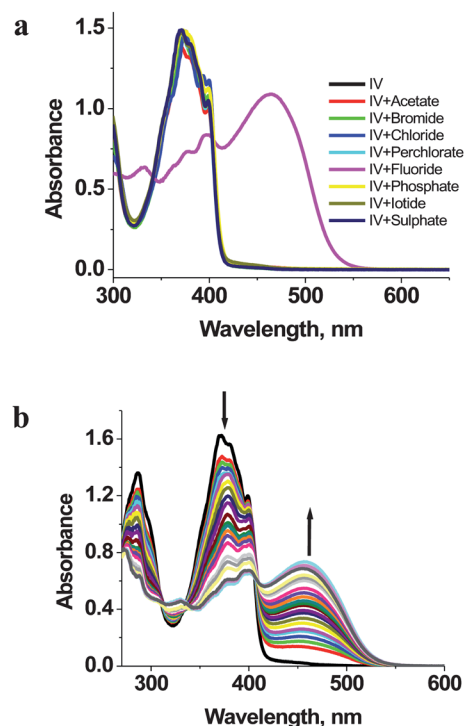 a
1.5
1.0
0.5
0.0
Absorbance
IV
IV+Acetate
IV+Bromide
IV+Chloride
IV+Perchlorate
IV+Fluoride
IV+Phosphate
IV+Iotide
IV+Sulphate
300 400 500 600
Wavelength, nm
b
1.6
1.2
0.8
0.4
0.0
Absorbance
300 400 500 600
Wavelength, nm